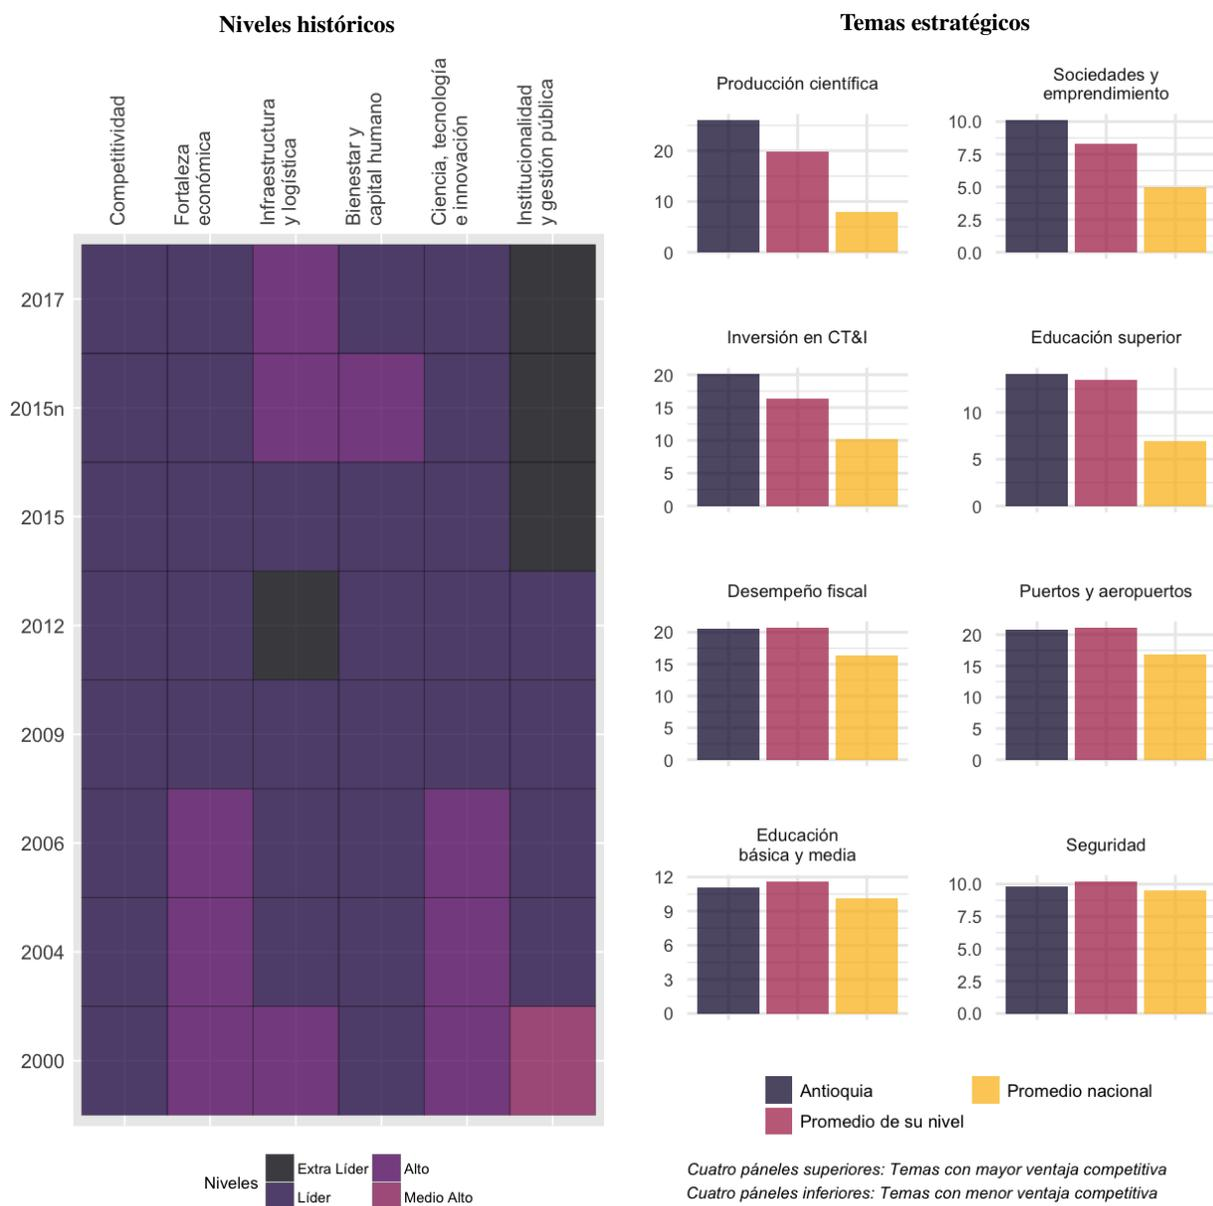 Niveles históricos
Competitividad
Fortaleza
económica
Infraestructura
y logística
Bienestar y
capital humano
Ciencia, tecnología
e innovación
Institucionalidad
y gestión pública
2017
2015n
2015
2012
2009
2006
2004
2000
Niveles
Extra Líder
Alto
Líder
Medio Alto
Temas estratégicos
Producción científica
20
10
0
Sociedades y
emprendimiento
10.0
7.5
5.0
2.5
0.0
Inversión en CT&I
20
15
10
5
0
Educación superior
10
5
0
Desempeño fiscal
20
15
10
5
0
Puertos y aeropuertos
20
15
10
5
0
Educación
básica y media
12
9
6
3
0
Seguridad
10.0
7.5
5.0
2.5
0.0
Antioquia
Promedio nacional
Promedio de su nivel
Cuatro páneles superiores: Temas con mayor ventaja competitiva
Cuatro páneles inferiores: Temas con menor ventaja competitiva